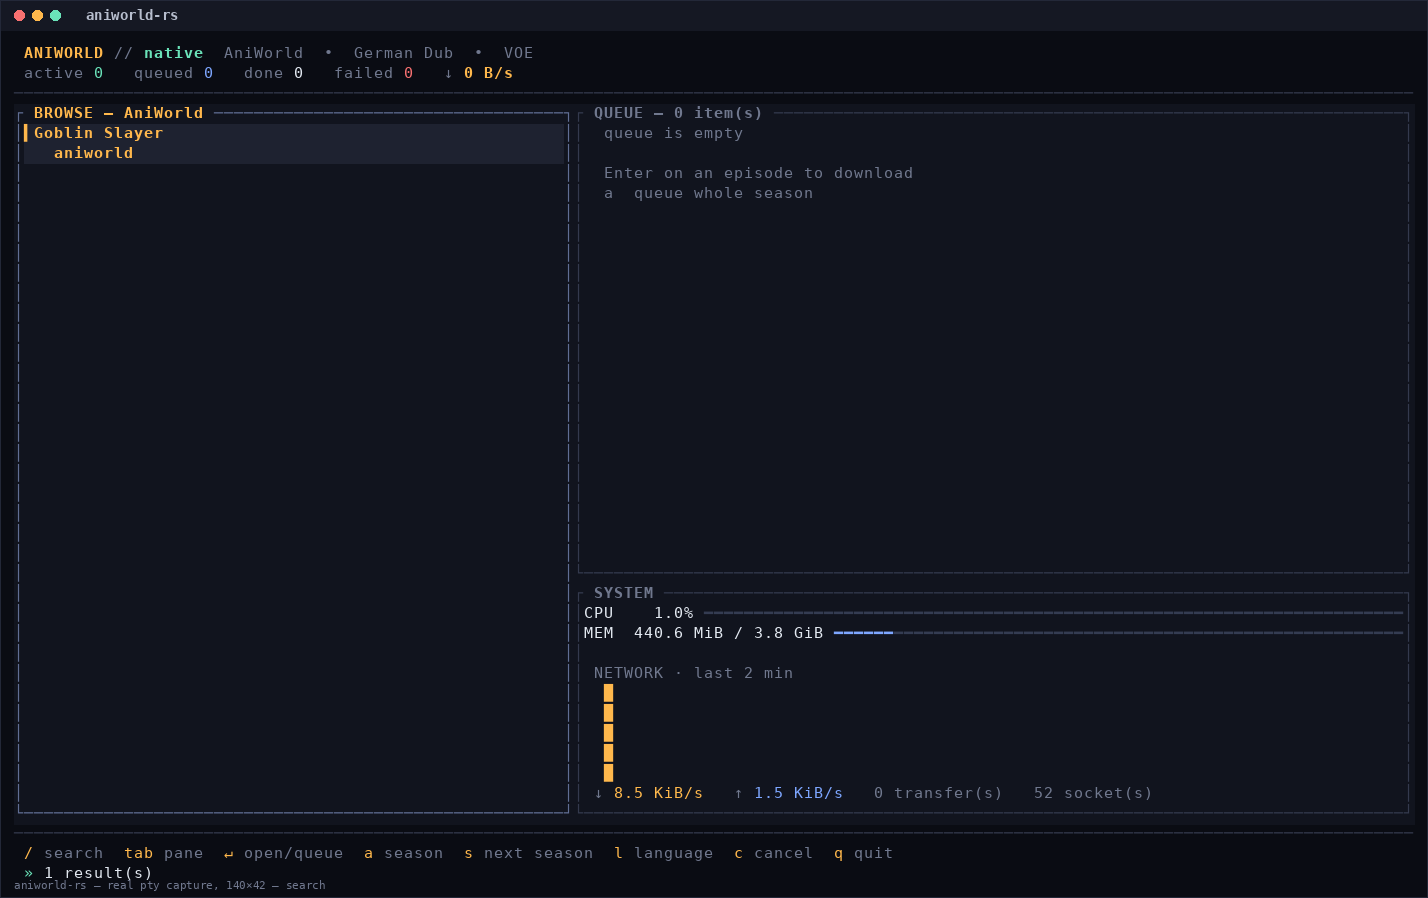 aniworld-rs
ANIWORLD // native  AniWorld  •  German Dub  •  VOE
active 0   queued 0   done 0   failed 0   ↓ 0 B/s
BROWSE — AniWorld
Goblin Slayer
aniworld
QUEUE — 0 item(s)
queue is empty
Enter on an episode to download
a  queue whole season
SYSTEM
CPU    1.0%
MEM  440.6 MiB / 3.8 GiB
NETWORK · last 2 min
↓ 8.5 KiB/s   ↑ 1.5 KiB/s   0 transfer(s)   52 socket(s)
/ search  tab pane  ↵ open/queue  a season  s next season  l language  c cancel  q quit
» 1 result(s)
aniworld-rs — real pty capture, 140×42 — search